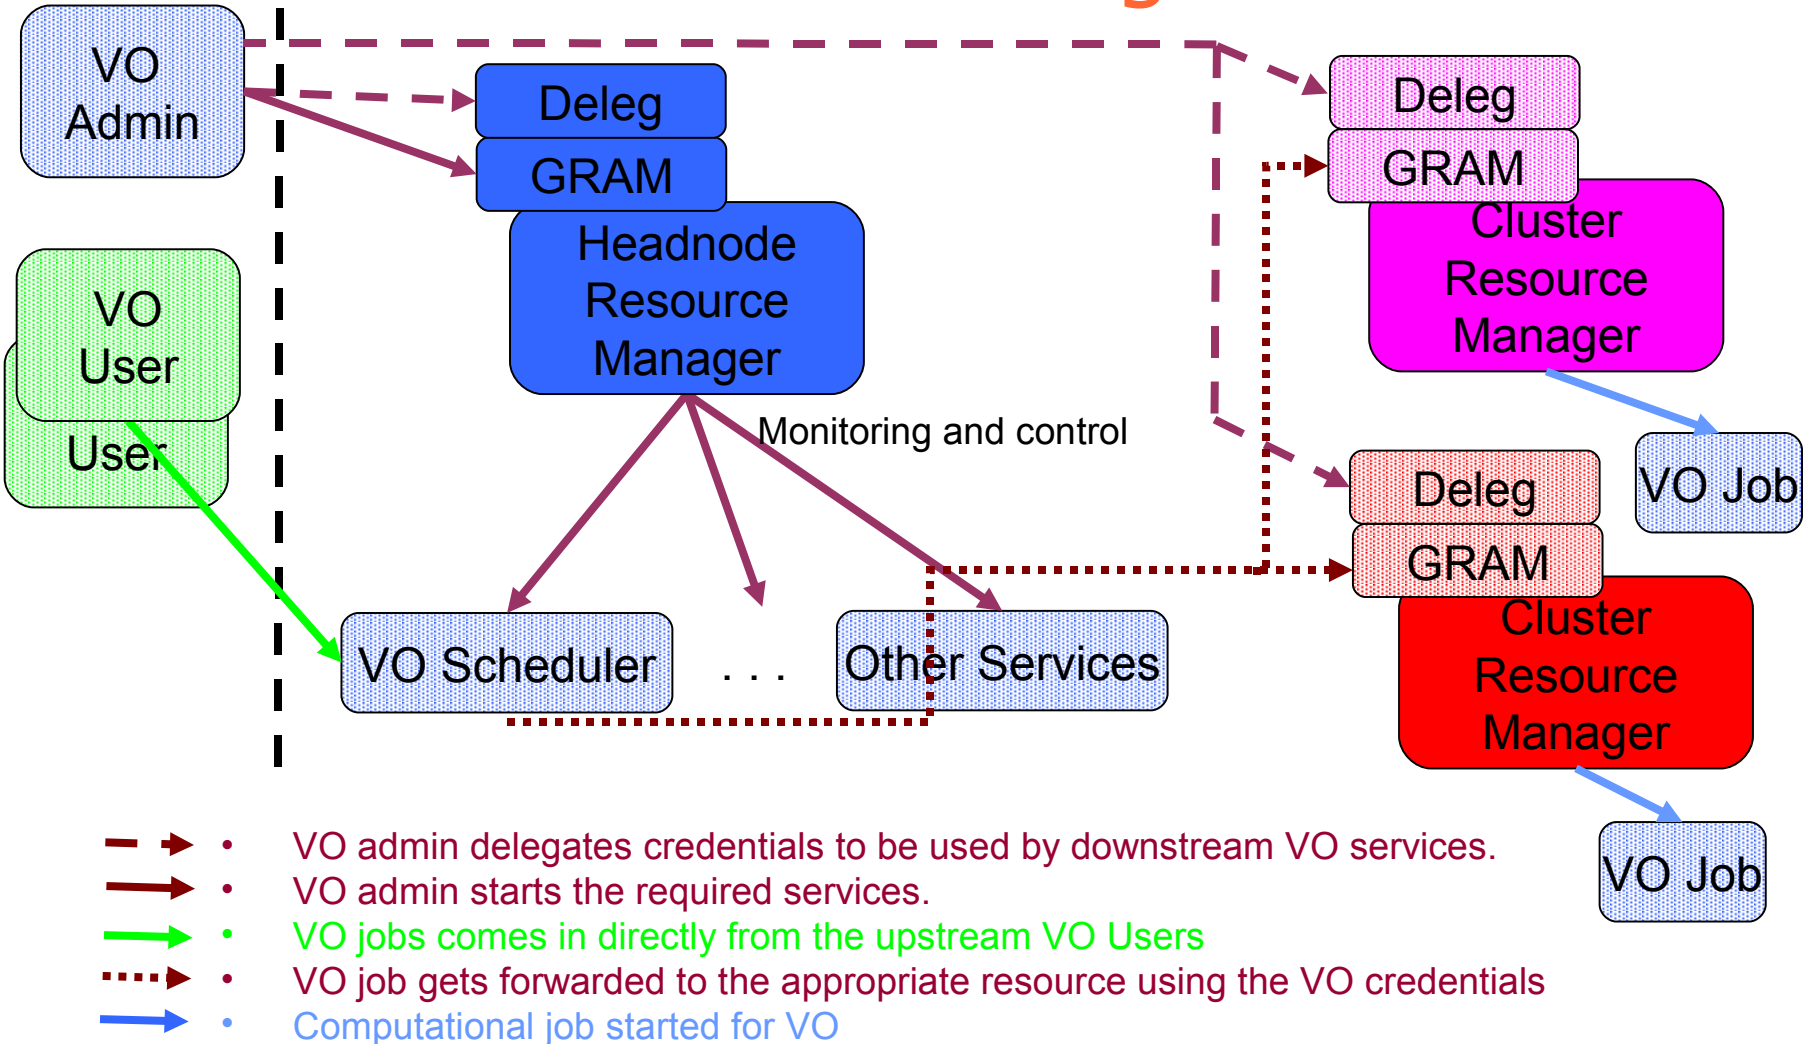 VO
Admin
Deleg
GRAM
Headnode
Resource
Manager
Deleg
GRAM
Cluster
Resource
Manager
VO
User
User
Monitoring and control
VO Job
Deleg
GRAM
Cluster
Resource
Manager
VO Scheduler
. . .
Other Services
VO Job
• VO admin delegates credentials to be used by downstream VO services.
• VO admin starts the required services.
• VO jobs comes in directly from the upstream VO Users
• VO job gets forwarded to the appropriate resource using the VO credentials
• Computational job started for VO